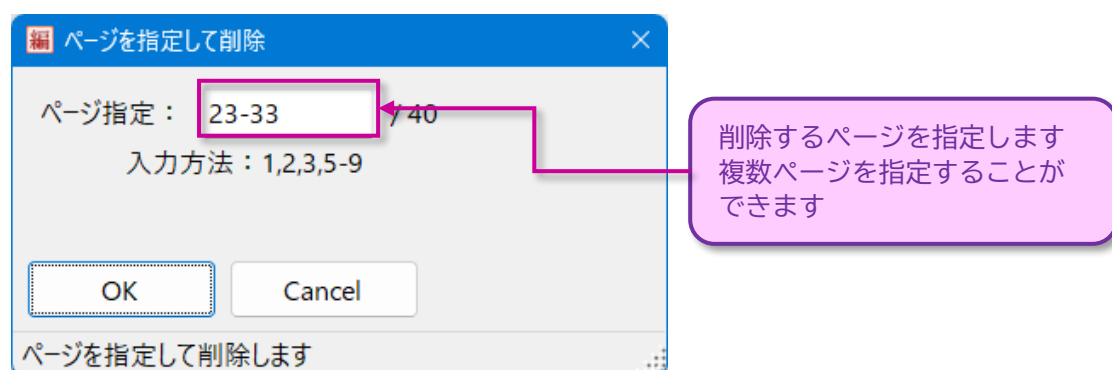 編 ページを指定して削除
ページ指定： 23-33 / 40
入力方法：1,2,3,5-9
削除するページを指定します
複数ページを指定することが
できます
OK Cancel
ページを指定して削除します